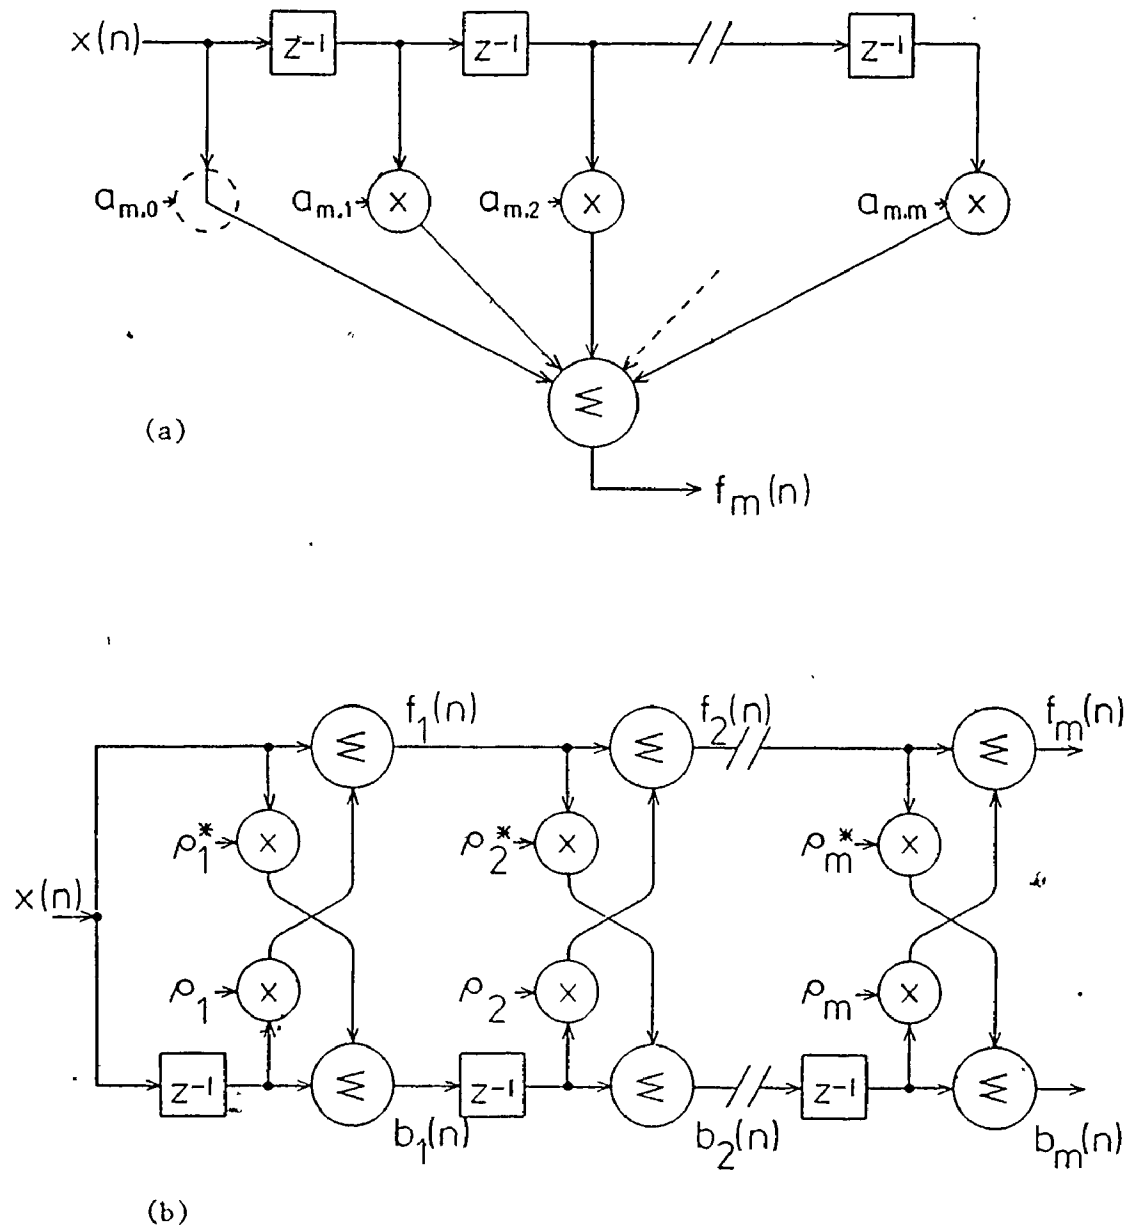 x(n) z⁻¹ z⁻¹ z⁻¹
a_{m.0} a_{m.1} × a_{m.2} × a_{m.m} ×
Σ
(a)
f_m(n)
f_1(n) f_2(n) f_m(n)
Σ Σ Σ
ρ_1^* × ρ_2^* × ρ_m^* ×
x(n)
ρ_1 × ρ_2 × ρ_m ×
z⁻¹ Σ z⁻¹ Σ z⁻¹ Σ
b_1(n) b_2(n) b_m(n)
(b)